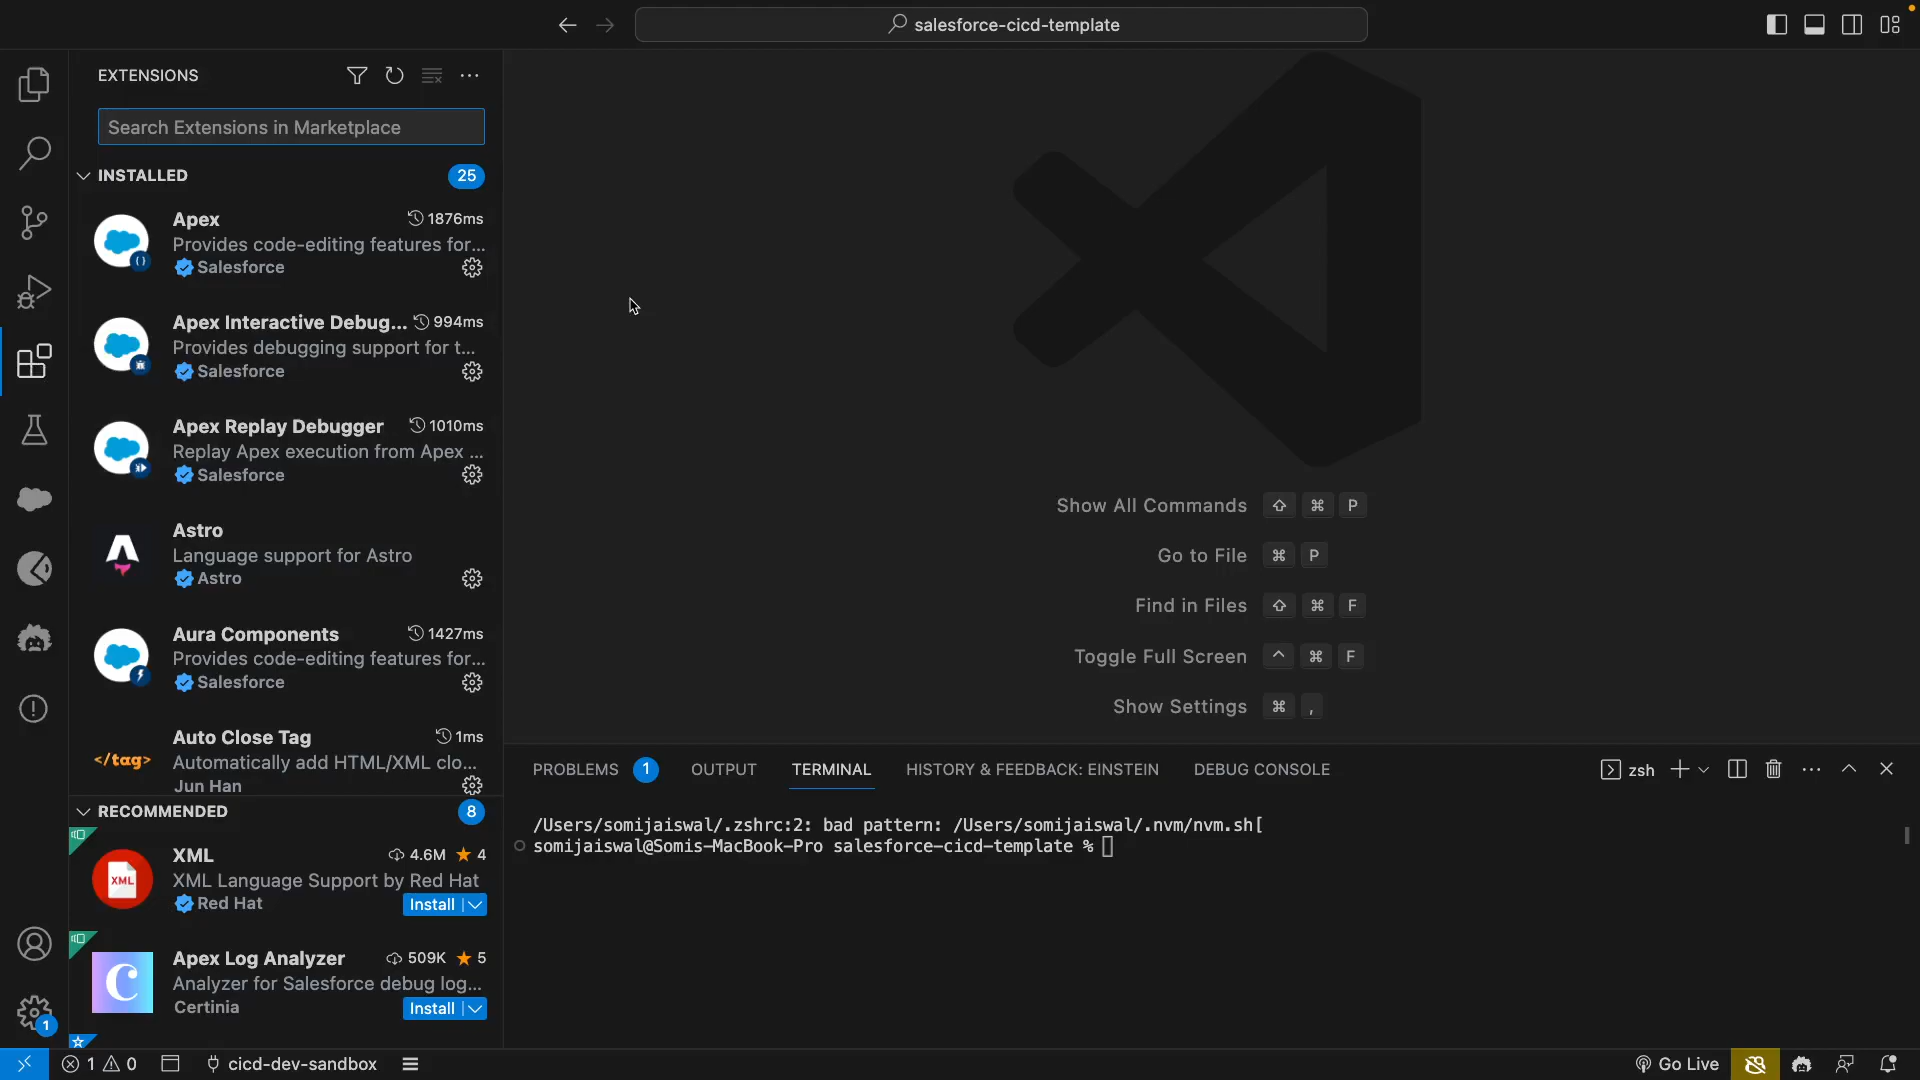 salesforce-cicd-template
EXTENSIONS
Search Extensions in Marketplace
INSTALLED 25
Apex 1876ms
Provides code-editing features for...
Salesforce
Apex Interactive Debug... 994ms
Provides debugging support for t...
Salesforce
Apex Replay Debugger 1010ms
Replay Apex execution from Apex ...
Salesforce
Astro
Language support for Astro
Astro
Aura Components 1427ms
Provides code-editing features for...
Salesforce
Auto Close Tag 1ms
</tag> Automatically add HTML/XML clo...
Jun Han
RECOMMENDED 8
XML 4.6M ★ 4
XML Language Support by Red Hat
XML
Red Hat Install
Apex Log Analyzer 509K ★ 5
C Analyzer for Salesforce debug log...
Certinia Install
Show All Commands ⇧ ⌘ P
Go to File ⌘ P
Find in Files ⇧ ⌘ F
Toggle Full Screen ^ ⌘ F
Show Settings ⌘ ,
PROBLEMS 1 OUTPUT TERMINAL HISTORY & FEEDBACK: EINSTEIN DEBUG CONSOLE zsh
/Users/somijaiswal/.zshrc:2: bad pattern: /Users/somijaiswal/.nvm/nvm.sh[
somijaiswal@Somis-MacBook-Pro salesforce-cicd-template %
1
1 0 cicd-dev-sandbox Go Live